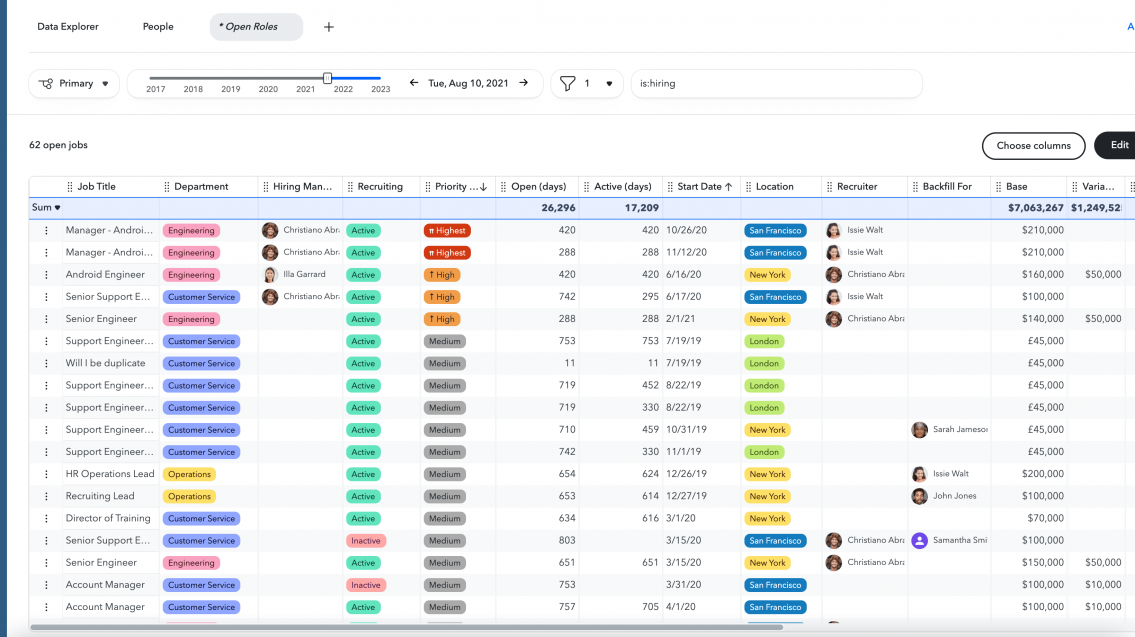 Data Explorer People * Open Roles +
A
Primary 2017 2018 2019 2020 2021 2022 2023 Tue, Aug 10, 2021 1 is:hiring
62 open jobs Choose columns Edit
Job Title Department Hiring Man... Recruiting Priority ... Open (days) Active (days) Start Date Location Recruiter Backfill For Base Varia...
Sum 26,296 17,209 $7,063,267 $1,249,52
Manager - Androi... Engineering Christiano Abr Active Highest 420 420 10/26/20 San Francisco Issie Walt $210,000
Manager - Androi... Engineering Christiano Abr Active Highest 288 288 11/12/20 San Francisco Issie Walt $210,000
Android Engineer Engineering Illa Garrard Active High 420 420 6/16/20 New York Christiano Abra $160,000 $50,000
Senior Support E... Customer Service Christiano Abr Active High 742 295 6/17/20 San Francisco Issie Walt $100,000
Senior Engineer Engineering Active High 288 288 2/1/21 New York Christiano Abra $140,000 $50,000
Support Engineer... Customer Service Active Medium 753 753 7/19/19 London £45,000
Will I be duplicate Customer Service Active Medium 11 11 7/19/19 London £45,000
Support Engineer... Customer Service Active Medium 719 452 8/22/19 London £45,000
Support Engineer... Customer Service Active Medium 719 330 8/22/19 London £45,000
Support Engineer... Customer Service Active Medium 710 459 10/31/19 New York Sarah Jameson £45,000
Support Engineer... Customer Service Active Medium 742 330 11/1/19 London £45,000
HR Operations Lead Operations Active Medium 654 624 12/26/19 New York Issie Walt $200,000
Recruiting Lead Operations Active Medium 653 614 12/27/19 New York John Jones $100,000
Director of Training Customer Service Active Medium 634 616 3/1/20 New York $70,000
Senior Support E... Customer Service Inactive Medium 803 3/15/20 San Francisco Christiano Abra Samantha Smi $100,000
Senior Engineer Engineering Active Medium 651 651 3/15/20 New York Christiano Abra $150,000 $50,000
Account Manager Customer Service Inactive Medium 753 3/31/20 San Francisco $100,000 $10,000
Account Manager Customer Service Active Medium 757 705 4/1/20 San Francisco $100,000 $10,000